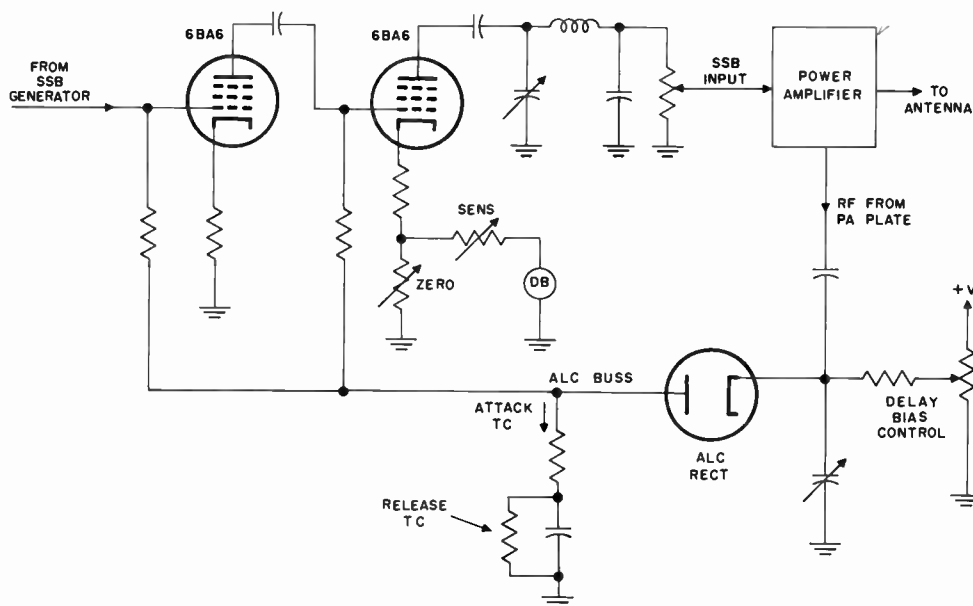 6BA6
6BA6
FROM
SSB
GENERATOR
SSB
INPUT
POWER
AMPLIFIER
TO
ANTENNA
RF FROM
PA PLATE
SENS
ZERO
DB
+V
ALC BUSS
ATTACK
TC
ALC
RECT
DELAY
BIAS
CONTROL
RELEASE
TC